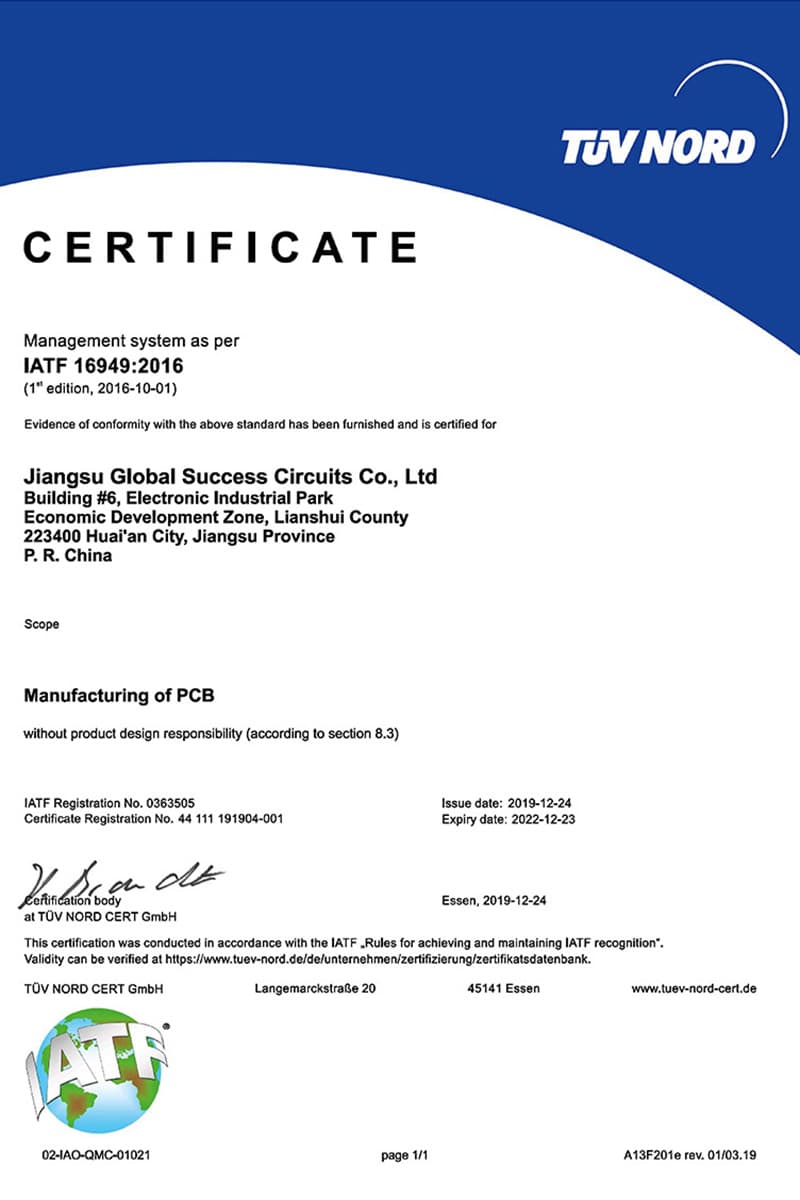 TÜV NORD
CERTIFICATE
Management system as per
IATF 16949:2016
(1st edition, 2016-10-01)
Evidence of conformity with the above standard has been furnished and is certified for
Jiangsu Global Success Circuits Co., Ltd
Building #6, Electronic Industrial Park
Economic Development Zone, Lianshui County
223400 Huai'an City, Jiangsu Province
P. R. China
Scope
Manufacturing of PCB
without product design responsibility (according to section 8.3)
IATF Registration No. 0363505
Certificate Registration No. 44 111 191904-001
Issue date: 2019-12-24
Expiry date: 2022-12-23
Certification body
at TÜV NORD CERT GmbH
Essen, 2019-12-24
This certification was conducted in accordance with the IATF „Rules for achieving and maintaining IATF recognition“.
Validity can be verified at https://www.tuev-nord.de/de/unternehmen/zertifizierung/zertifikatsdatenbank.
TÜV NORD CERT GmbH Langemarckstraße 20 45141 Essen www.tuev-nord-cert.de
IATF®
02-IAO-QMC-01021 page 1/1 A13F201e rev. 01/03.19